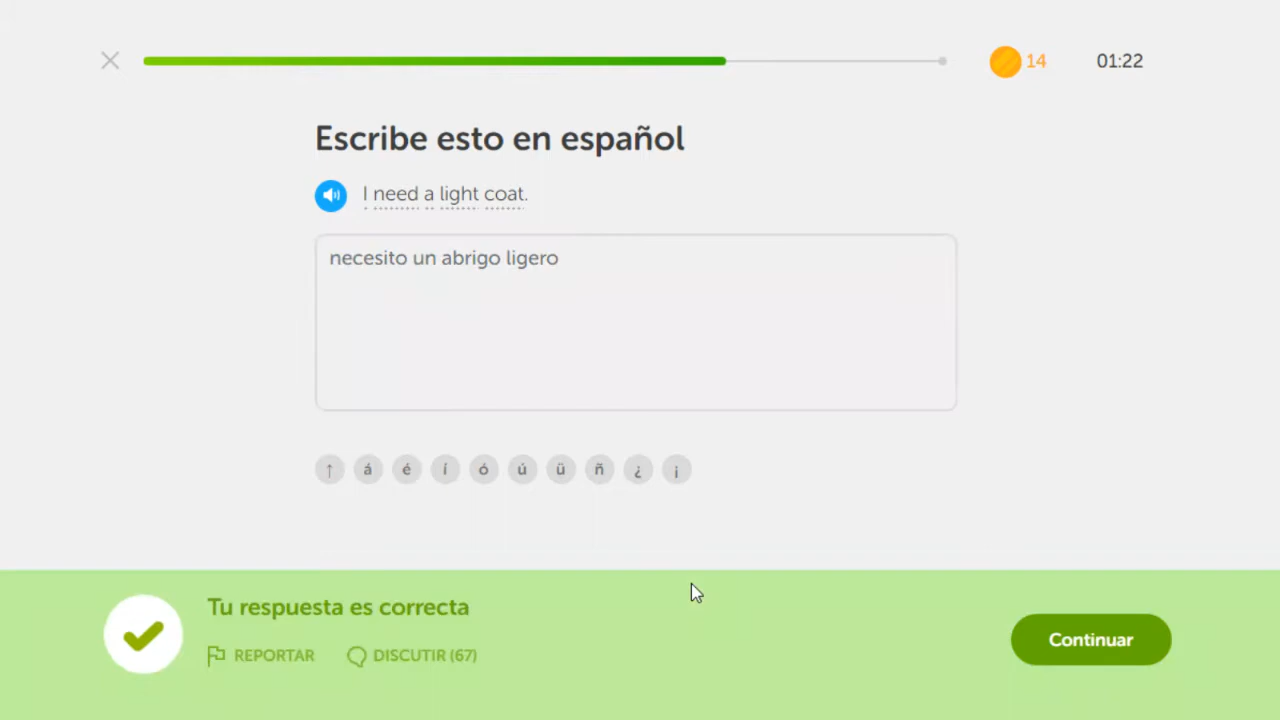 14 01:22
Escribe esto en español
I need a light coat.
necesito un abrigo ligero
↑ á é í ó ú ü ñ ¿ ¡
Tu respuesta es correcta
REPORTAR DISCUTIR (67)
Continuar